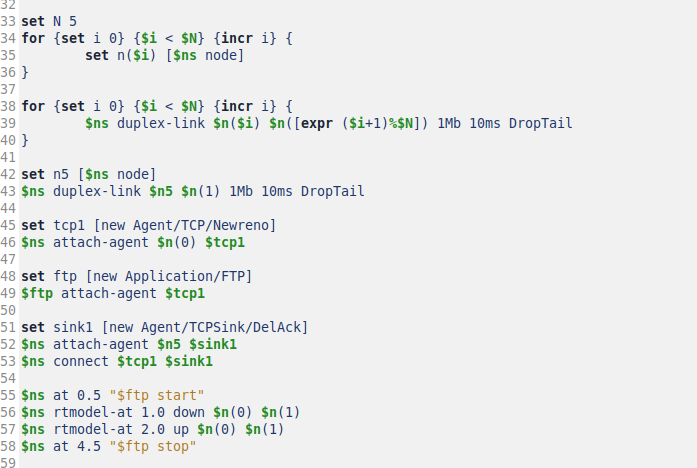 32
33 set N 5
34 for {set i 0} {$i < $N} {incr i} {
35         set n($i) [$ns node]
36 }
37
38 for {set i 0} {$i < $N} {incr i} {
39         $ns duplex-link $n($i) $n([expr ($i+1)%$N]) 1Mb 10ms DropTail
40 }
41
42 set n5 [$ns node]
43 $ns duplex-link $n5 $n(1) 1Mb 10ms DropTail
44
45 set tcp1 [new Agent/TCP/Newreno]
46 $ns attach-agent $n(0) $tcp1
47
48 set ftp [new Application/FTP]
49 $ftp attach-agent $tcp1
50
51 set sink1 [new Agent/TCPSink/DelAck]
52 $ns attach-agent $n5 $sink1
53 $ns connect $tcp1 $sink1
54
55 $ns at 0.5 "$ftp start"
56 $ns rtmodel-at 1.0 down $n(0) $n(1)
57 $ns rtmodel-at 2.0 up $n(0) $n(1)
58 $ns at 4.5 "$ftp stop"
59